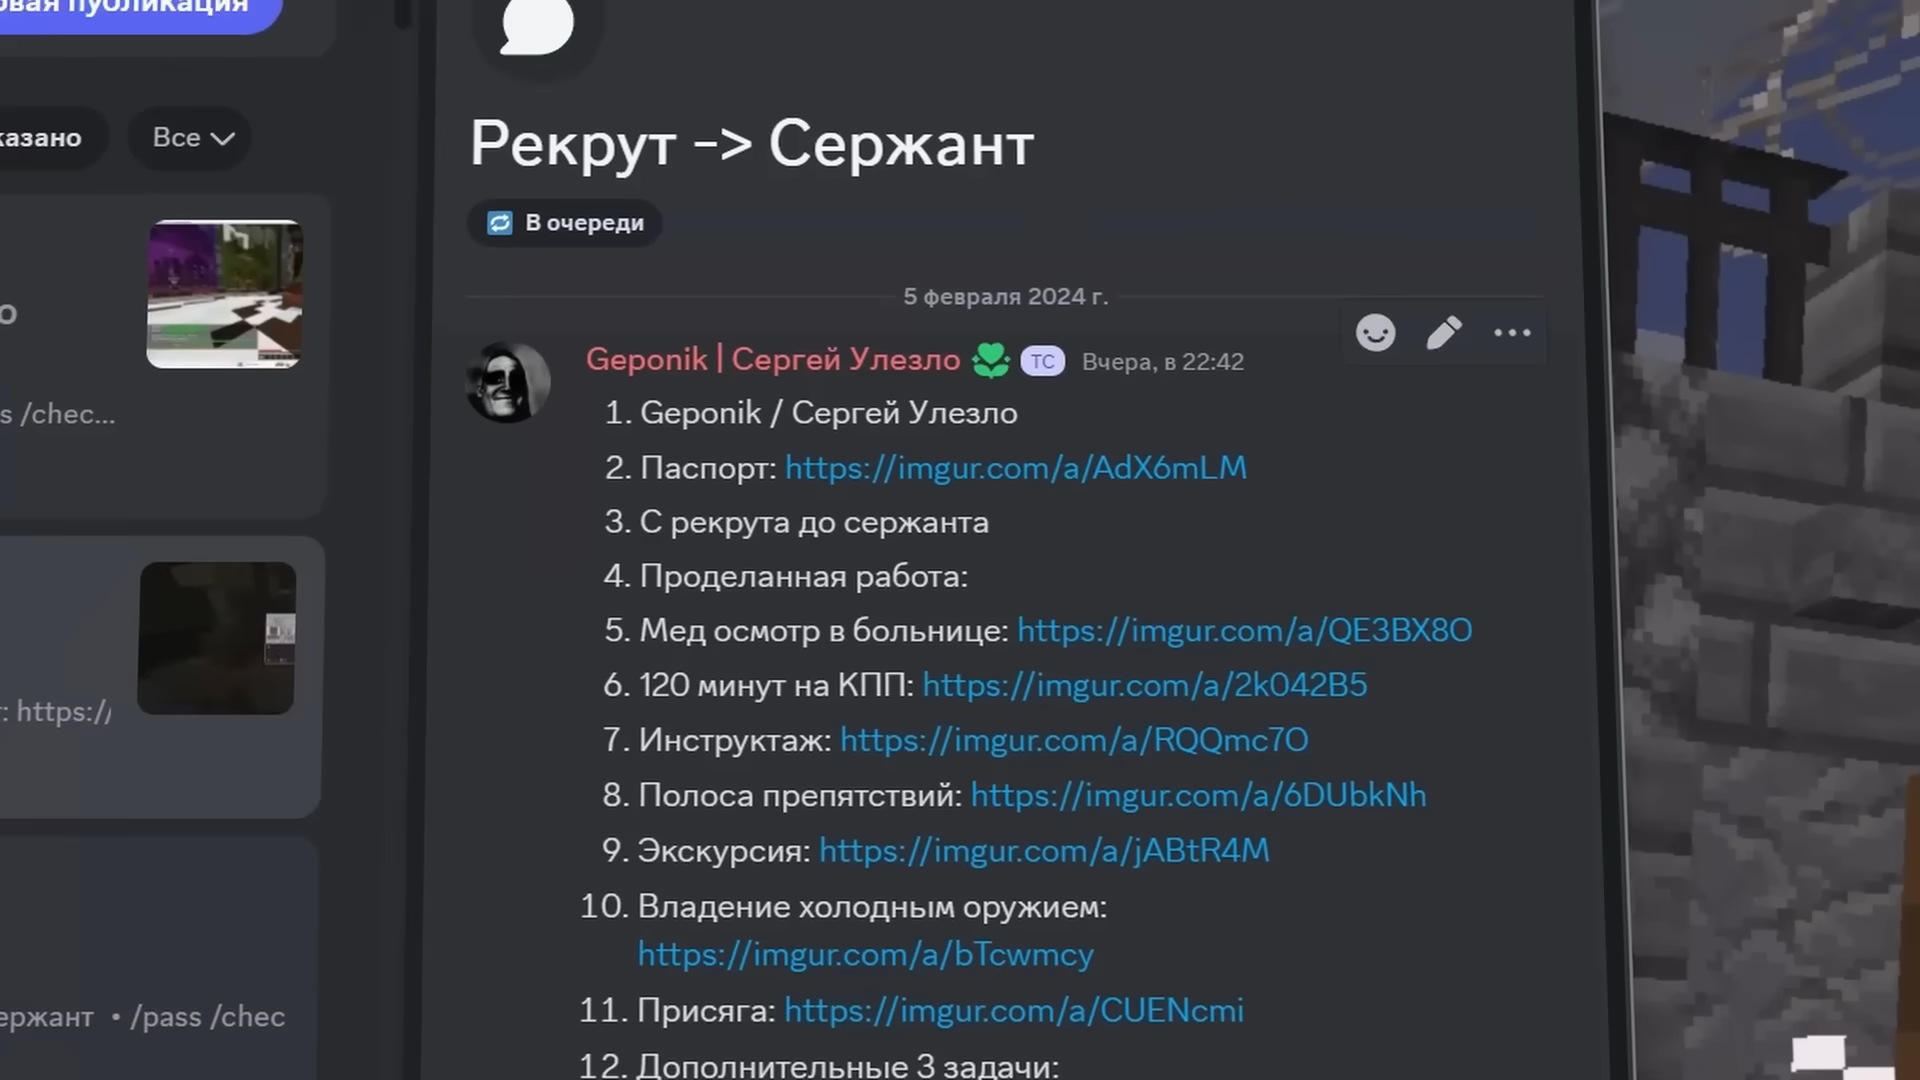 овая публикация
казано
Все
Рекрут -> Сержант
В очереди
5 февраля 2024 г.
Geponik | Сергей Улезло TC Вчера, в 22:42
1. Geponik / Сергей Улезло
2. Паспорт: https://imgur.com/a/AdX6mLM
3. С рекрута до сержанта
4. Проделанная работа:
5. Мед осмотр в больнице: https://imgur.com/a/QE3BX8O
6. 120 минут на КПП: https://imgur.com/a/2k042B5
7. Инструктаж: https://imgur.com/a/RQQmc7O
8. Полоса препятствий: https://imgur.com/a/6DUbkNh
9. Экскурсия: https://imgur.com/a/jABtR4M
10. Владение холодным оружием:
https://imgur.com/a/bTcwmcy
11. Присяга: https://imgur.com/a/CUENcmi
12. Дополнительные 3 задачи:
о
s /chec...
: https://
ержант • /pass /chec